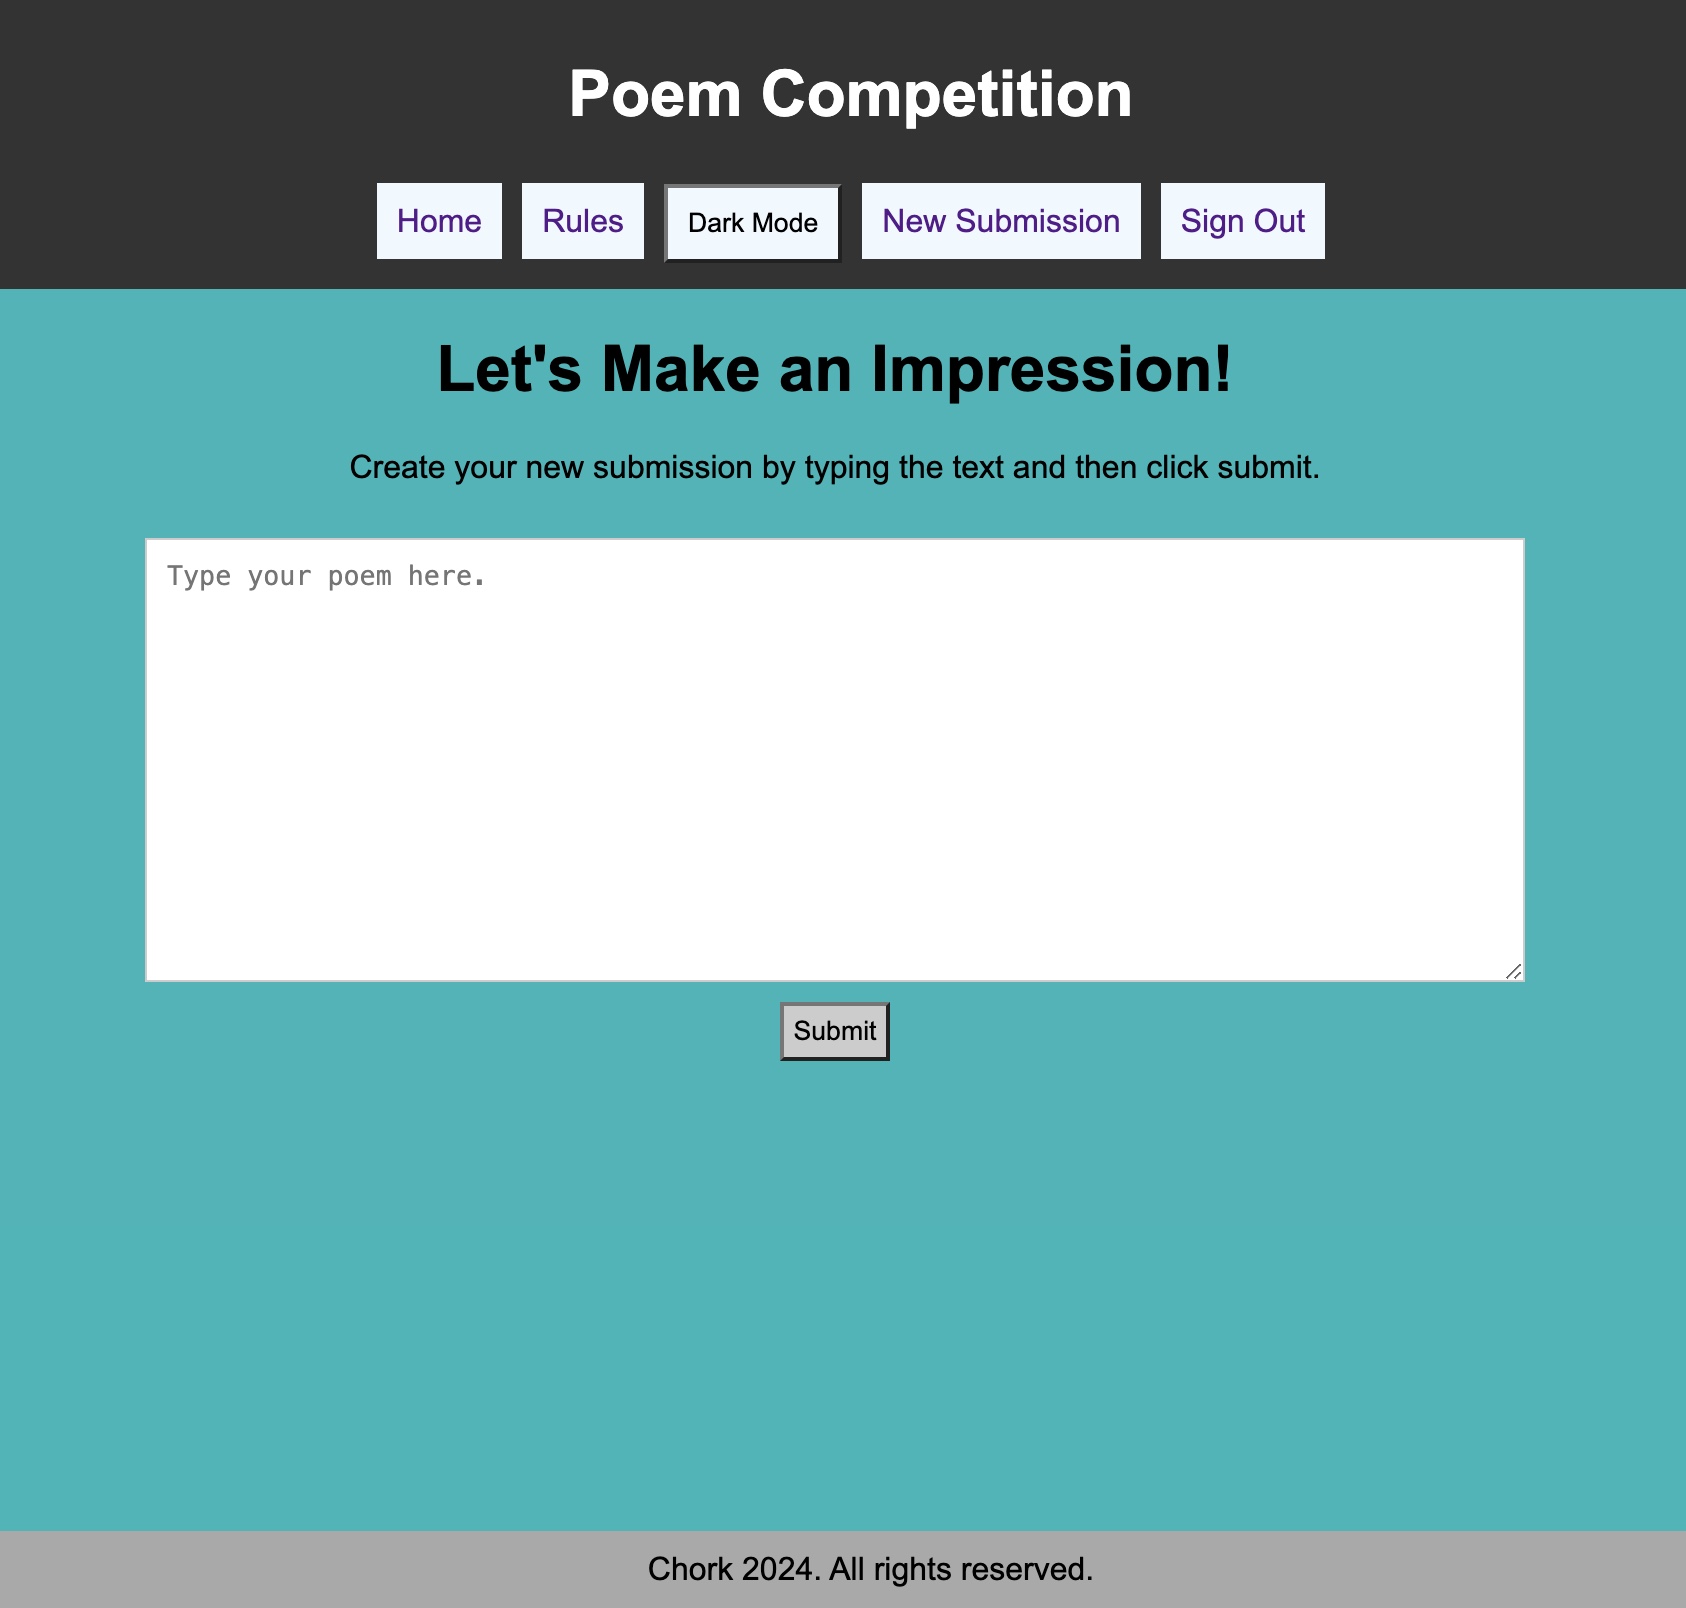 Poem Competition
Home Rules Dark Mode New Submission Sign Out
Let's Make an Impression!
Create your new submission by typing the text and then click submit.
Type your poem here.
Submit
Chork 2024. All rights reserved.